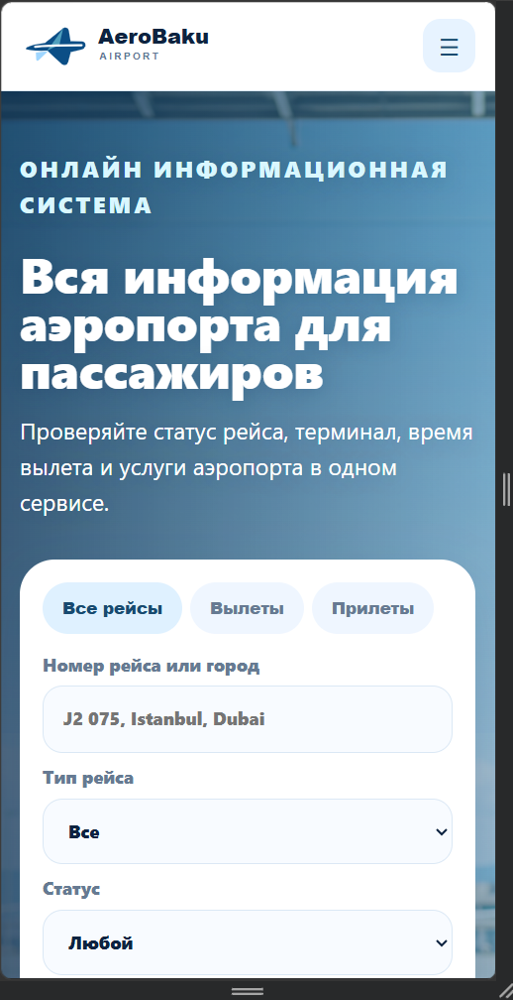 AeroBaku
AIRPORT
ОНЛАЙН ИНФОРМАЦИОННАЯ
СИСТЕМА
Вся информация
аэропорта для
пассажиров
Проверяйте статус рейса, терминал, время
вылета и услуги аэропорта в одном
сервисе.
Все рейсы Вылеты Прилеты
Номер рейса или город
J2 075, Istanbul, Dubai
Тип рейса
Все
Статус
Любой